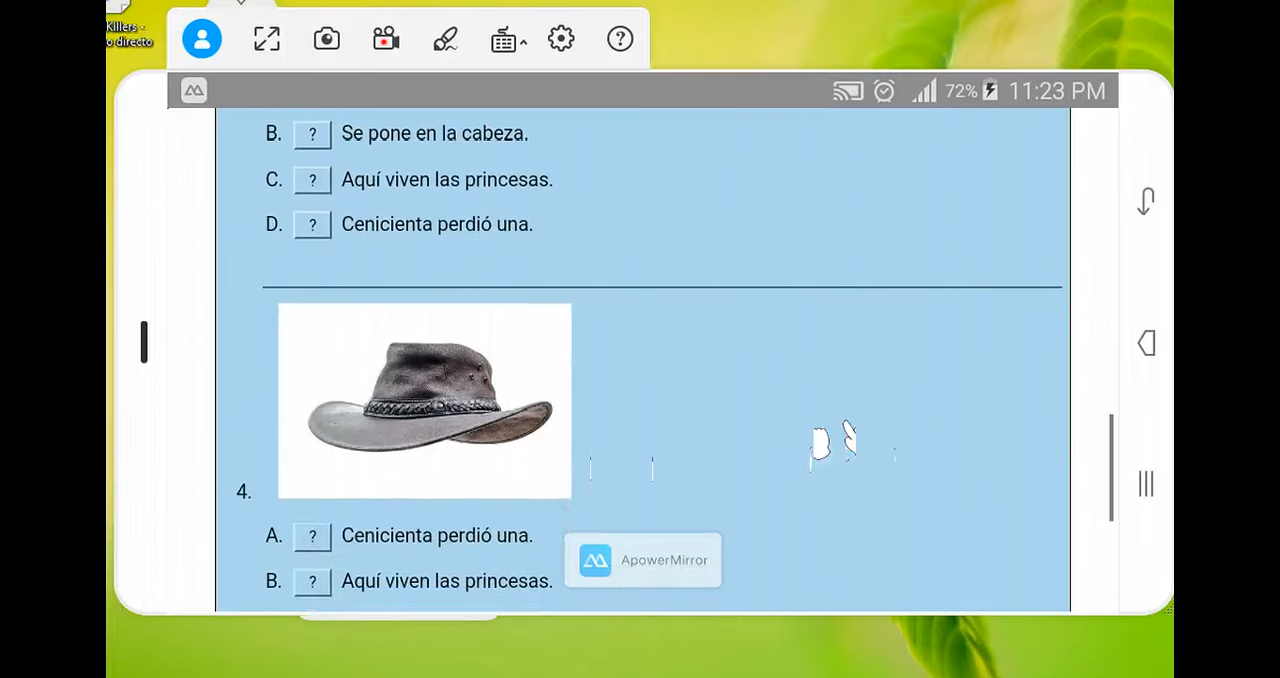 Killers -
o directo
72% 11:23 PM
B. ? Se pone en la cabeza.
C. ? Aquí viven las princesas.
D. ? Cenicienta perdió una.
4.
A. ? Cenicienta perdió una.
B. ? Aquí viven las princesas.
ApowerMirror